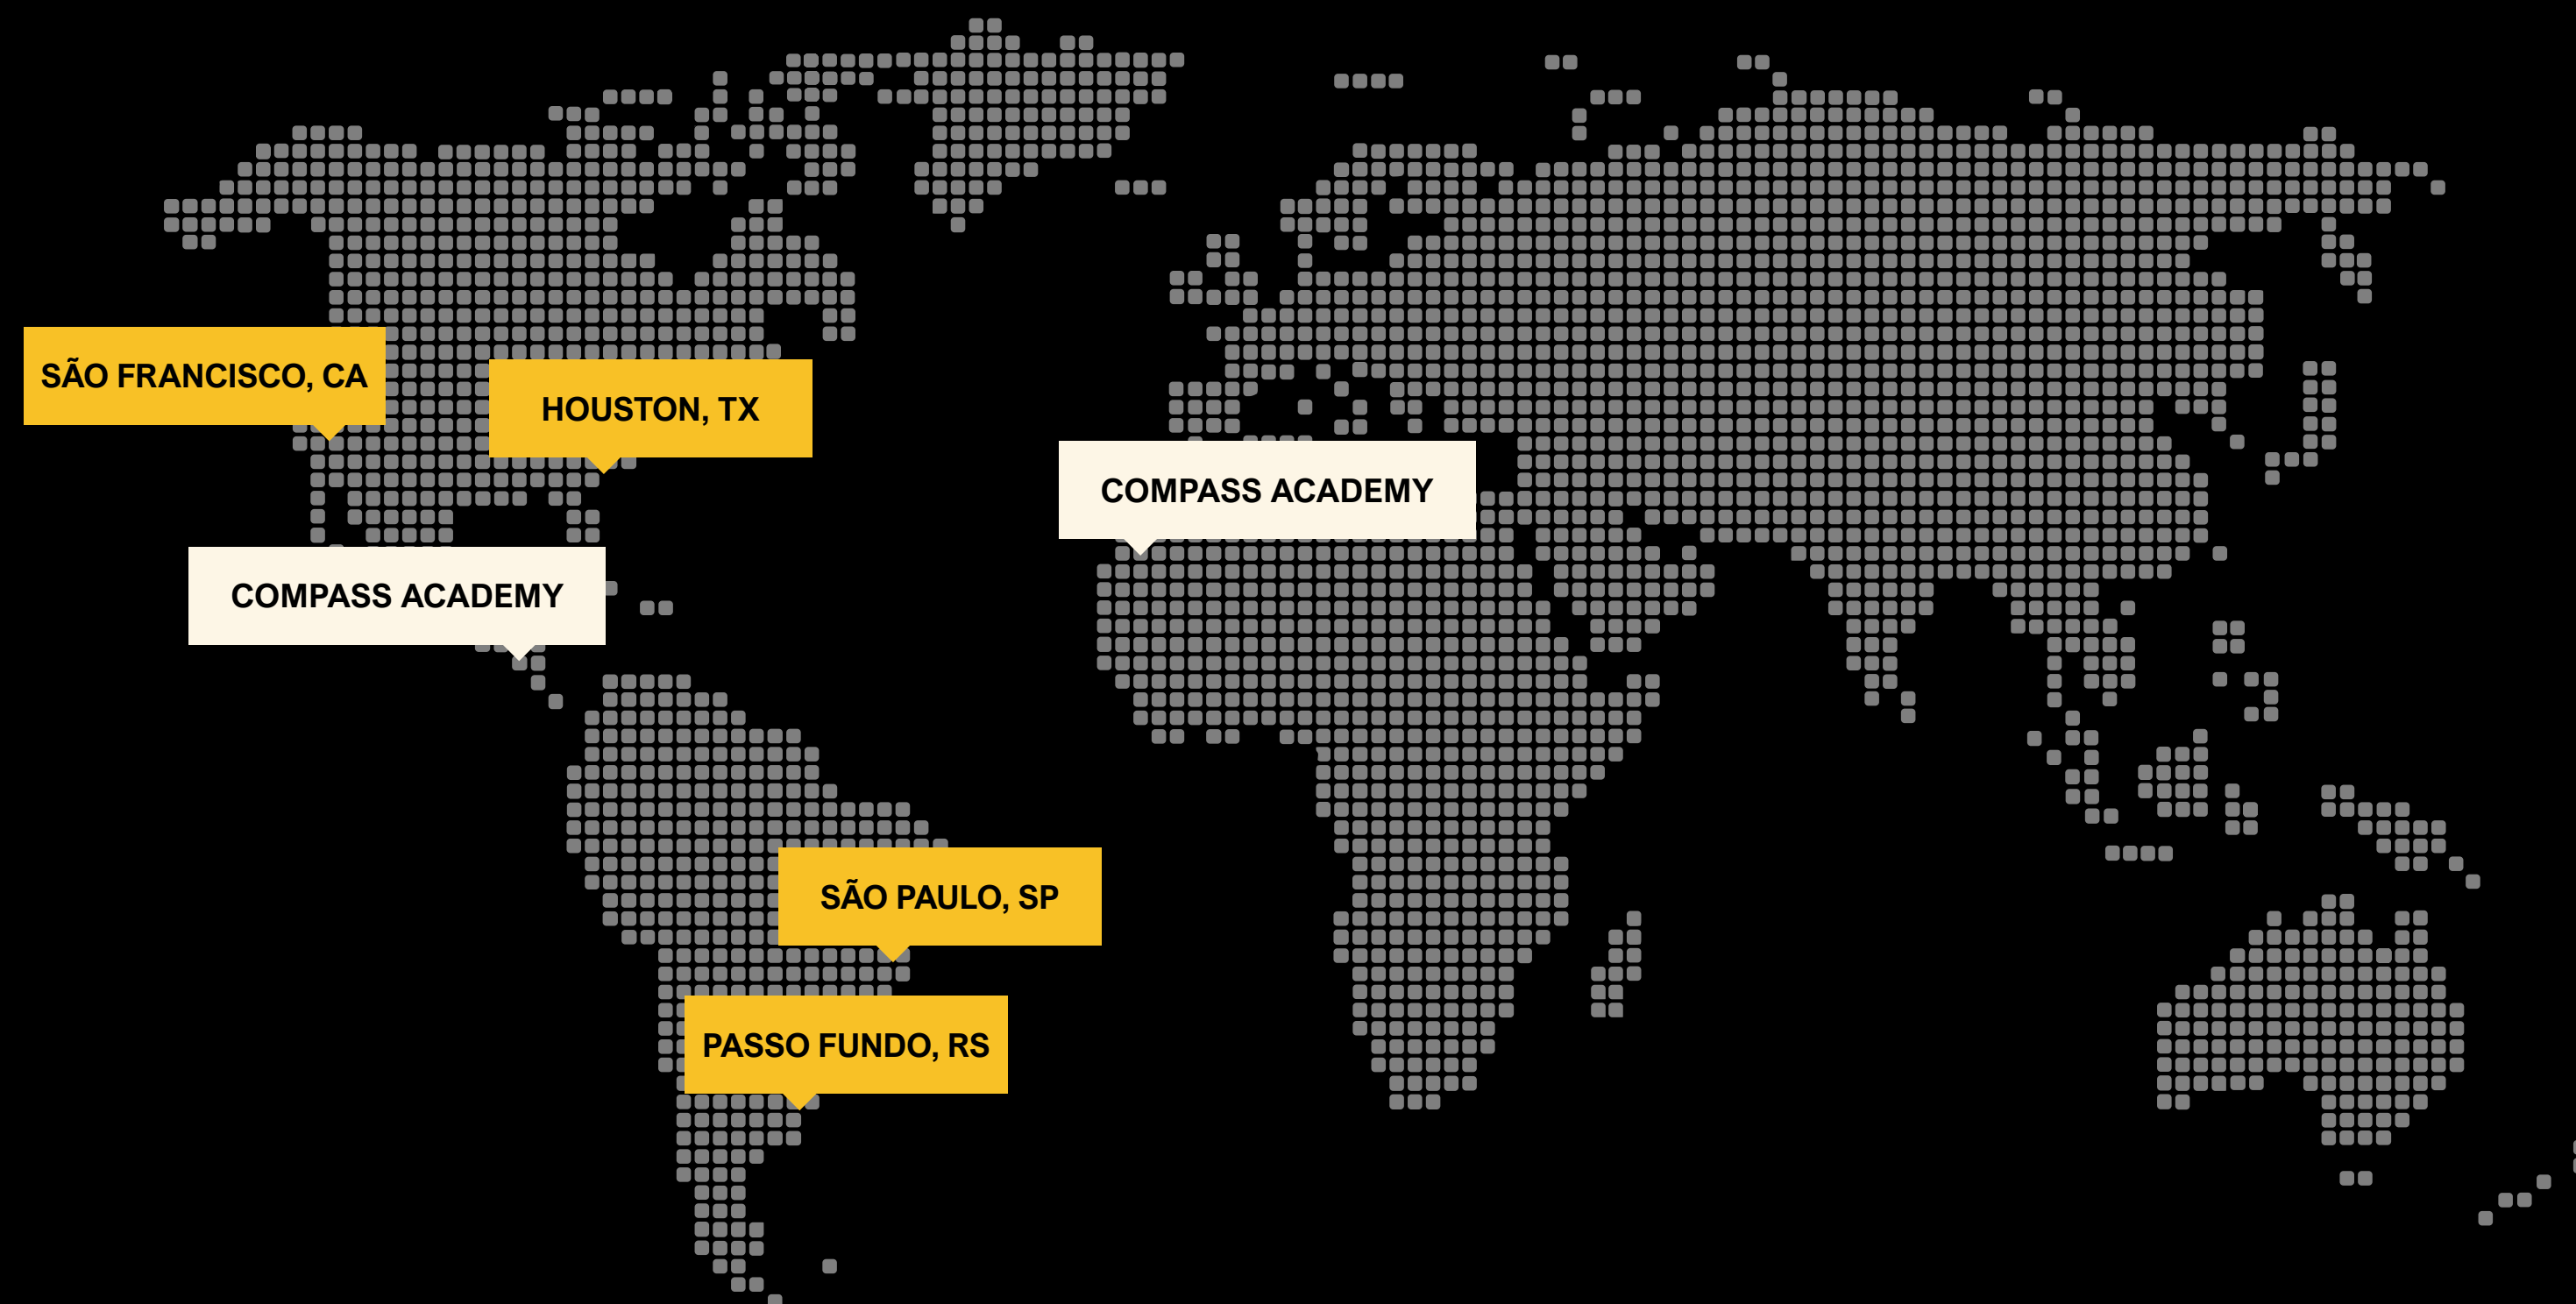 SÃO FRANCISCO, CA
HOUSTON, TX
COMPASS ACADEMY
COMPASS ACADEMY
SÃO PAULO, SP
PASSO FUNDO, RS